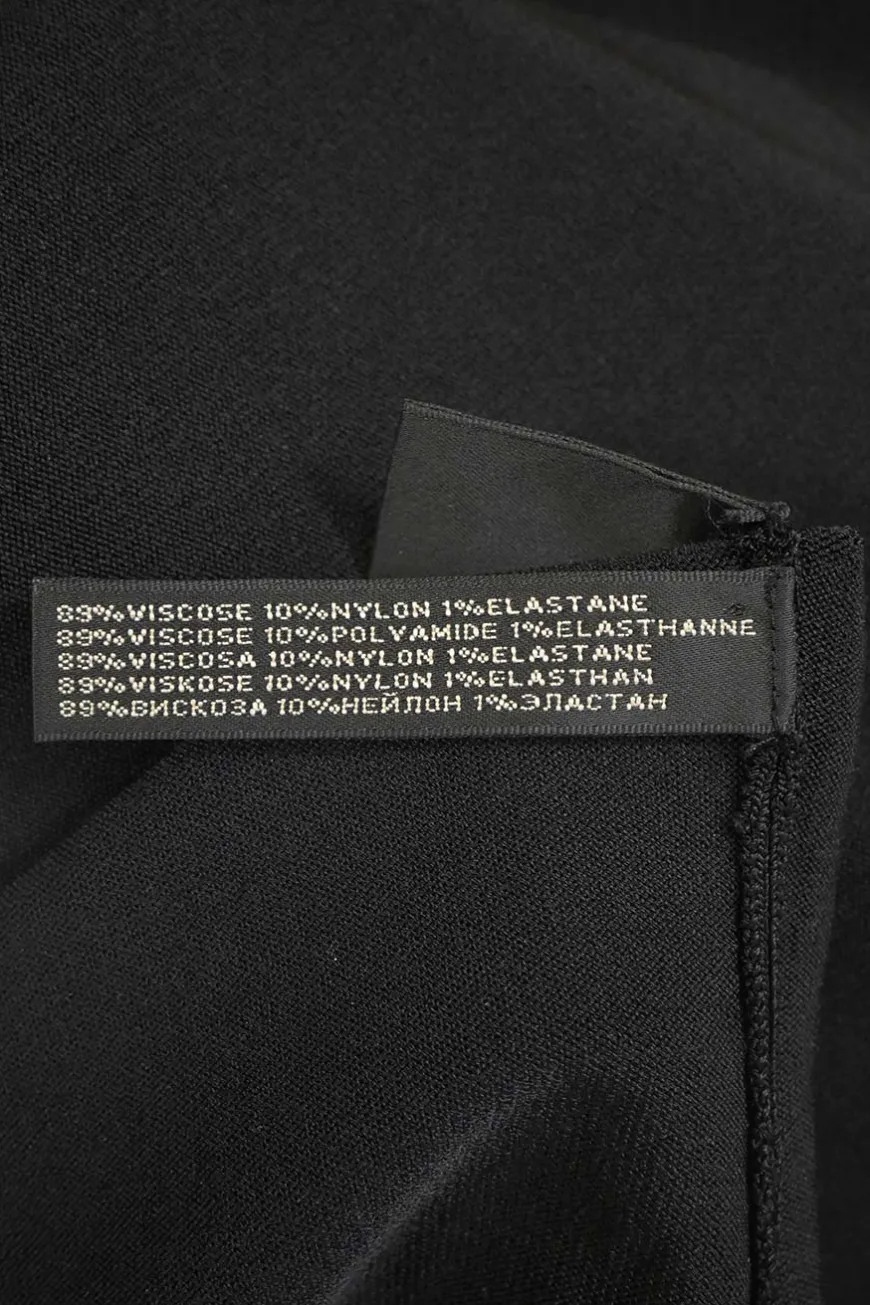 89%VISCOSE 10%NYLON 1%ELASTANE
89%VISCOSE 10%POLYAMIDE 1%ELASTHANNE
89%VISCOSA 10%NYLON 1%ELASTANE
89%VISKOSE 10%NYLON 1%ELASTHAN
89%ВИСКОЗА 10%НЕЙЛОН 1%ЭЛАСТАН